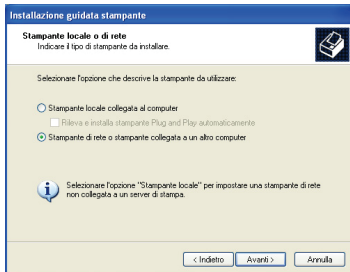 Installazione guidata stampante
Stampante locale o di rete
Indicare il tipo di stampante da installare.
Selezionare l'opzione che descrive la stampante da utilizzare:
Stampante locale collegata al computer
Rileva e installa stampante Plug and Play automaticamente
Stampante di rete o stampante collegata a un altro computer
Selezionare l'opzione "Stampante locale" per impostare una stampante di rete
non collegata a un server di stampa.
< Indietro Avanti > Annulla